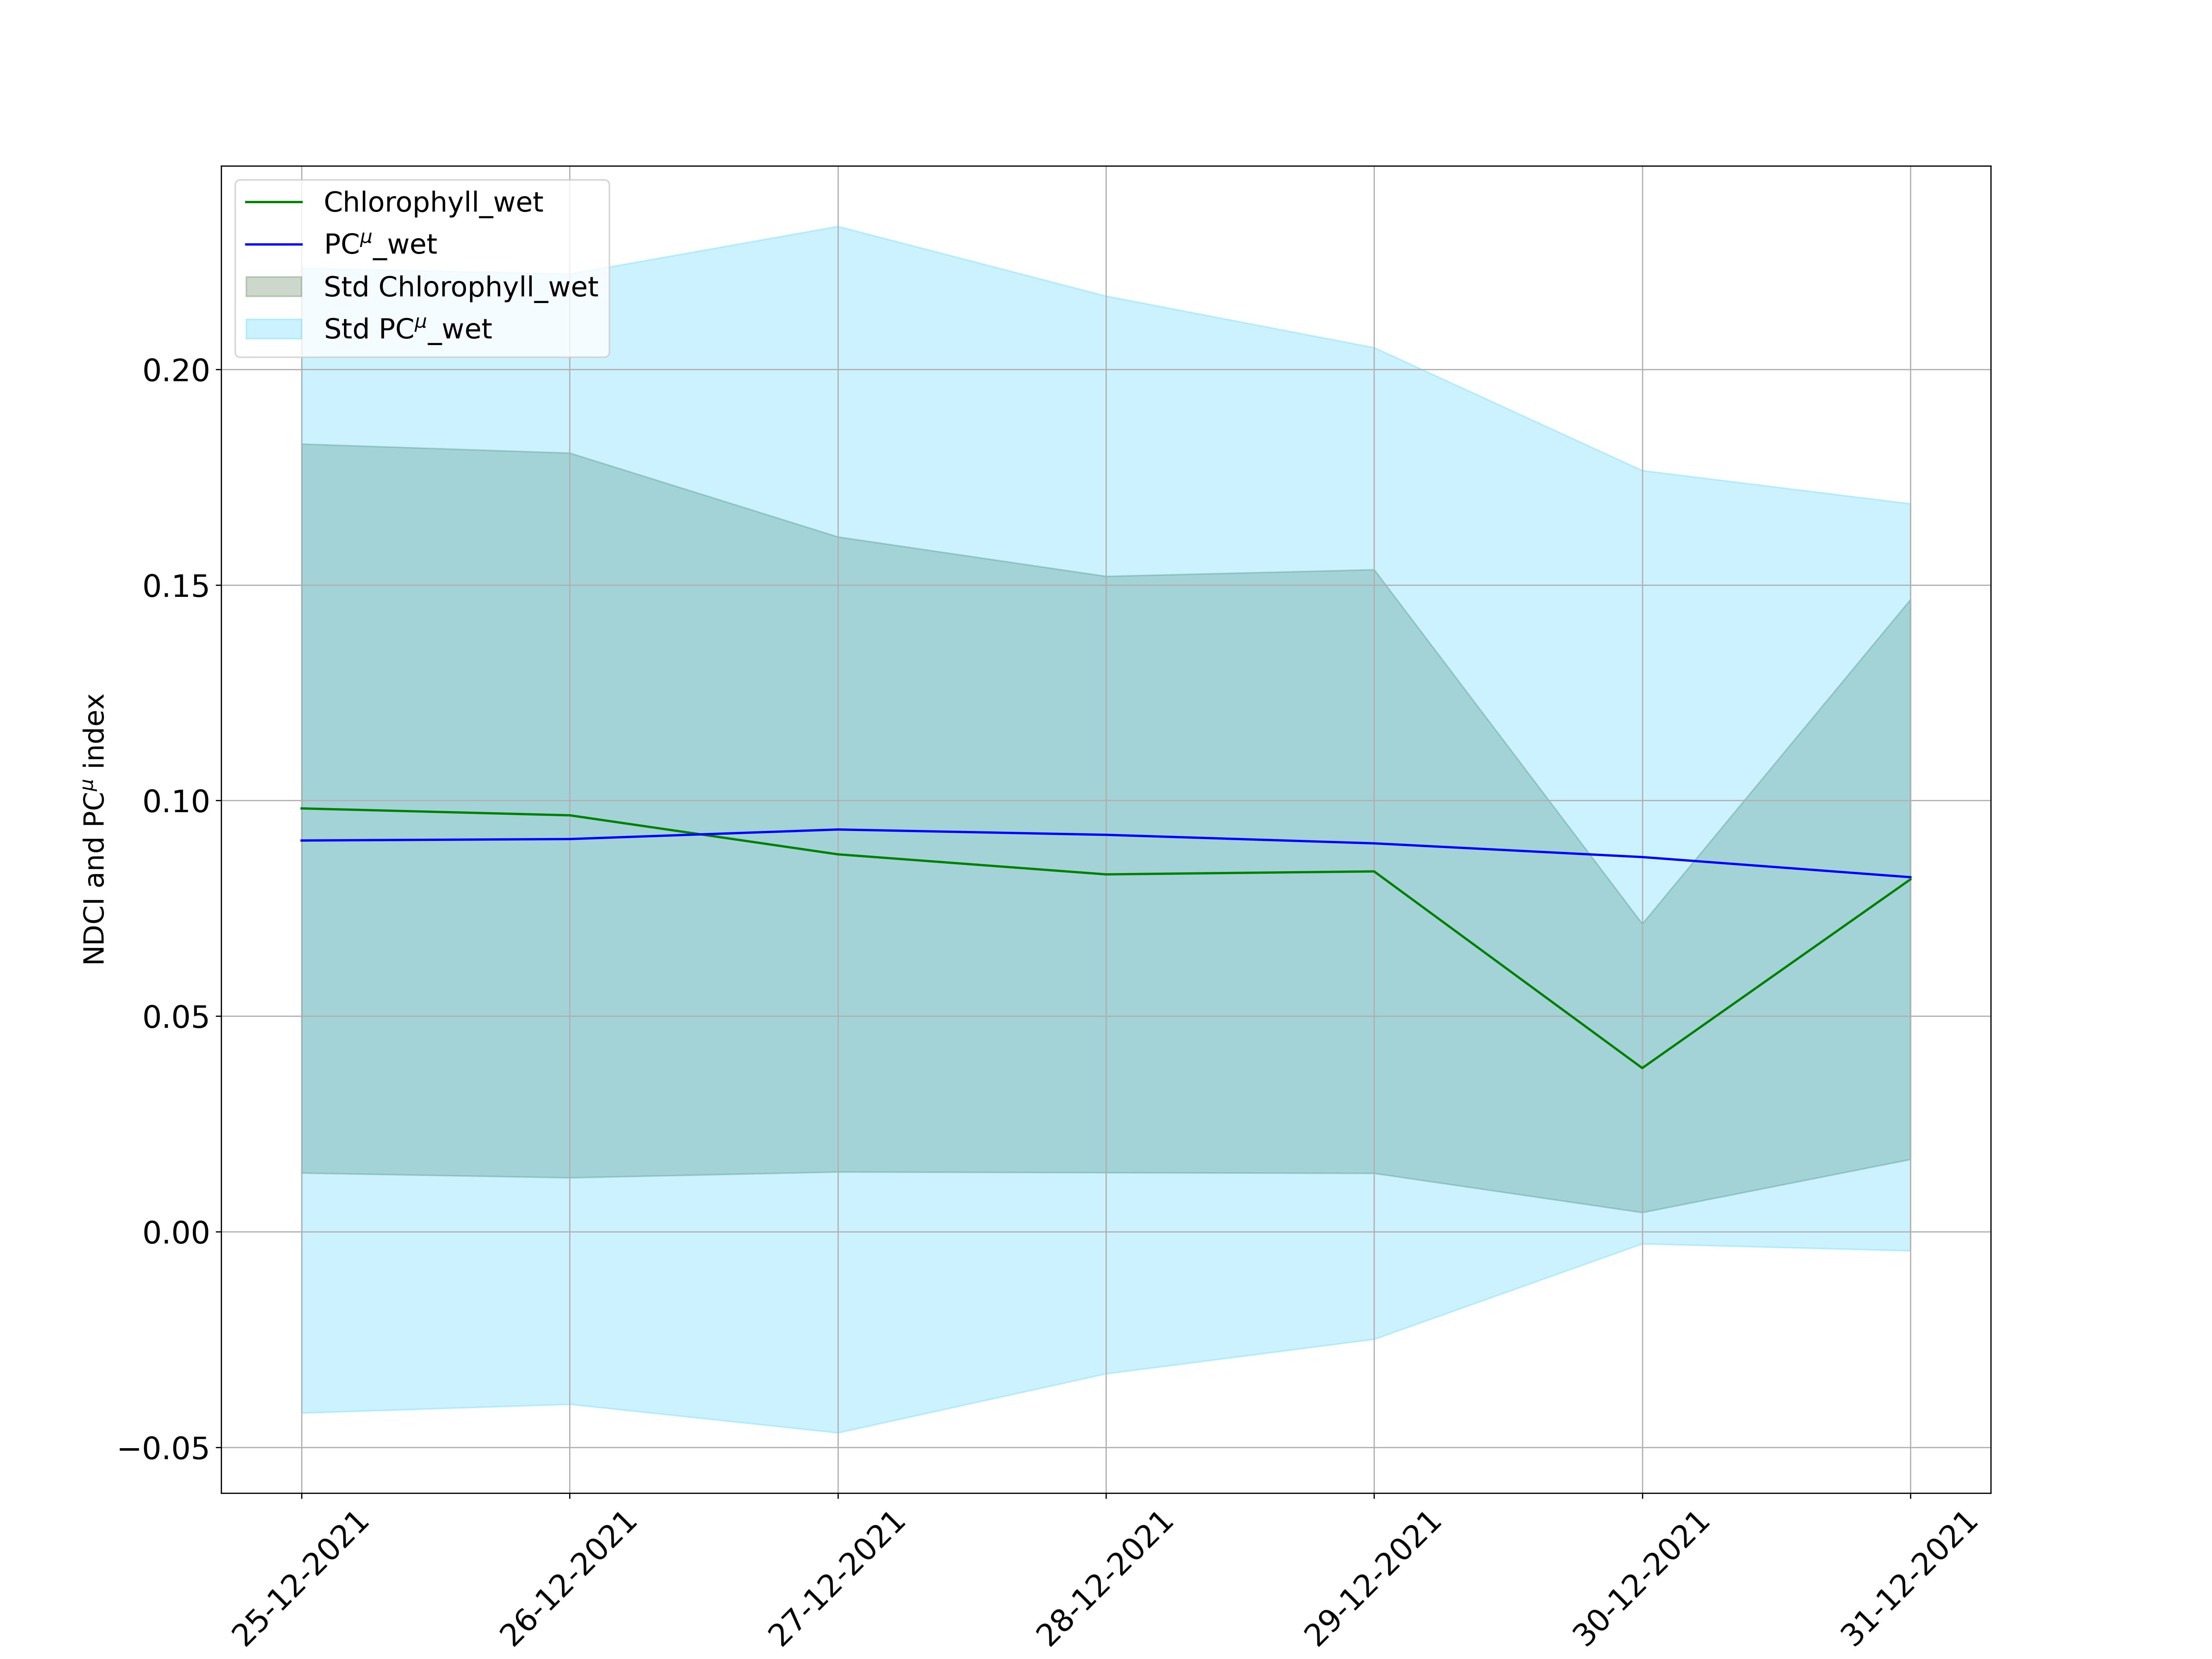 Chlorophyll_wet
PC^μ_wet
Std Chlorophyll_wet
Std PC^μ_wet
0.20
0.15
0.10
0.05
0.00
−0.05
NDCI and PC^μ index
25-12-2021
26-12-2021
27-12-2021
28-12-2021
29-12-2021
30-12-2021
31-12-2021